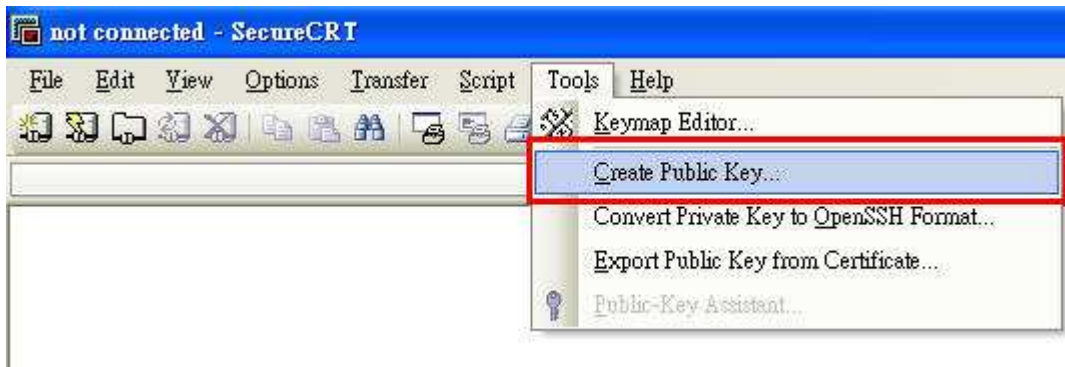 not connected - SecureCRT
File Edit View Options Transfer Script Tools Help
Keymap Editor...
Create Public Key...
Convert Private Key to OpenSSH Format...
Export Public Key from Certificate...
Public-Key Assistant...